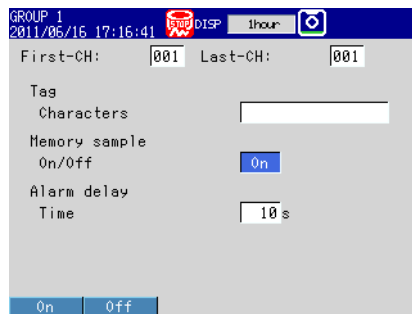 GROUP 1
2011/06/16 17:16:41 STOP DISP 1hour
First-CH: 001 Last-CH: 001
Tag
Characters
Memory sample
On/Off On
Alarm delay
Time 10 s
On Off